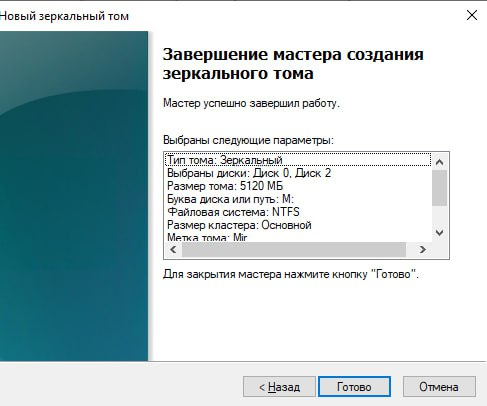 Новый зеркальный том
Завершение мастера создания
зеркального тома
Мастер успешно завершил работу.
Выбраны следующие параметры:
Тип тома: Зеркальный
Выбраны диски: Диск 0, Диск 2
Размер тома: 5120 МБ
Буква диска или путь: M:
Файловая система: NTFS
Размер кластера: Основной
Метка тома: Mir
Для закрытия мастера нажмите кнопку "Готово".
< Назад
Готово
Отмена